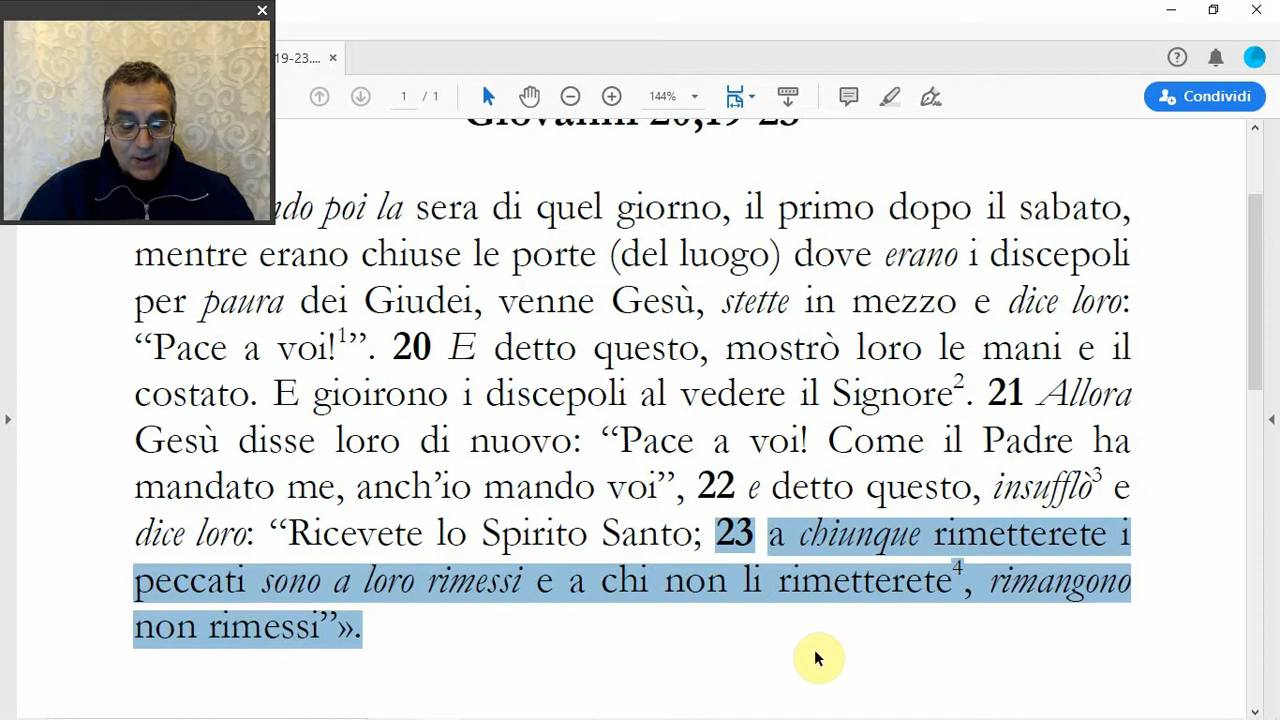 19-23....
1 / 1
144%
Condividi
Giovanni 20,19-23
poi la sera di quel giorno, il primo dopo il sabato,
mentre erano chiuse le porte (del luogo) dove erano i discepoli
per paura dei Giudei, venne Gesù, stette in mezzo e dice loro:
“Pace a voi!1”. 20 E detto questo, mostrò loro le mani e il
costato. E gioirono i discepoli al vedere il Signore2. 21 Allora
Gesù disse loro di nuovo: “Pace a voi! Come il Padre ha
mandato me, anch’io mando voi”, 22 e detto questo, insufflò3 e
dice loro: “Ricevete lo Spirito Santo; 23 a chiunque rimetterete i
peccati sono a loro rimessi e a chi non li rimetterete4, rimangono
non rimessi”».